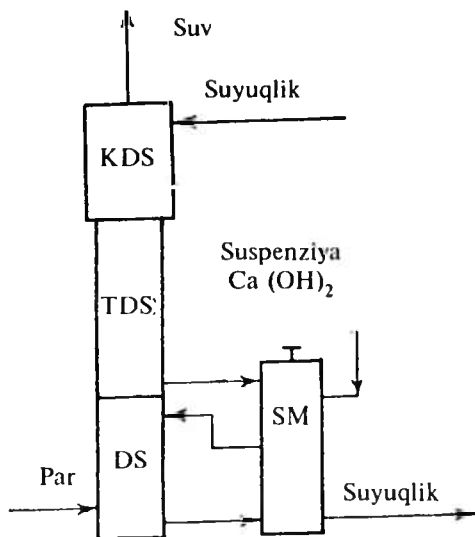 Suv
Suyuqlik
KDS
Suspenziya
Ca (OH)₂
TDS
SM
DS
Par
Suyuqlik